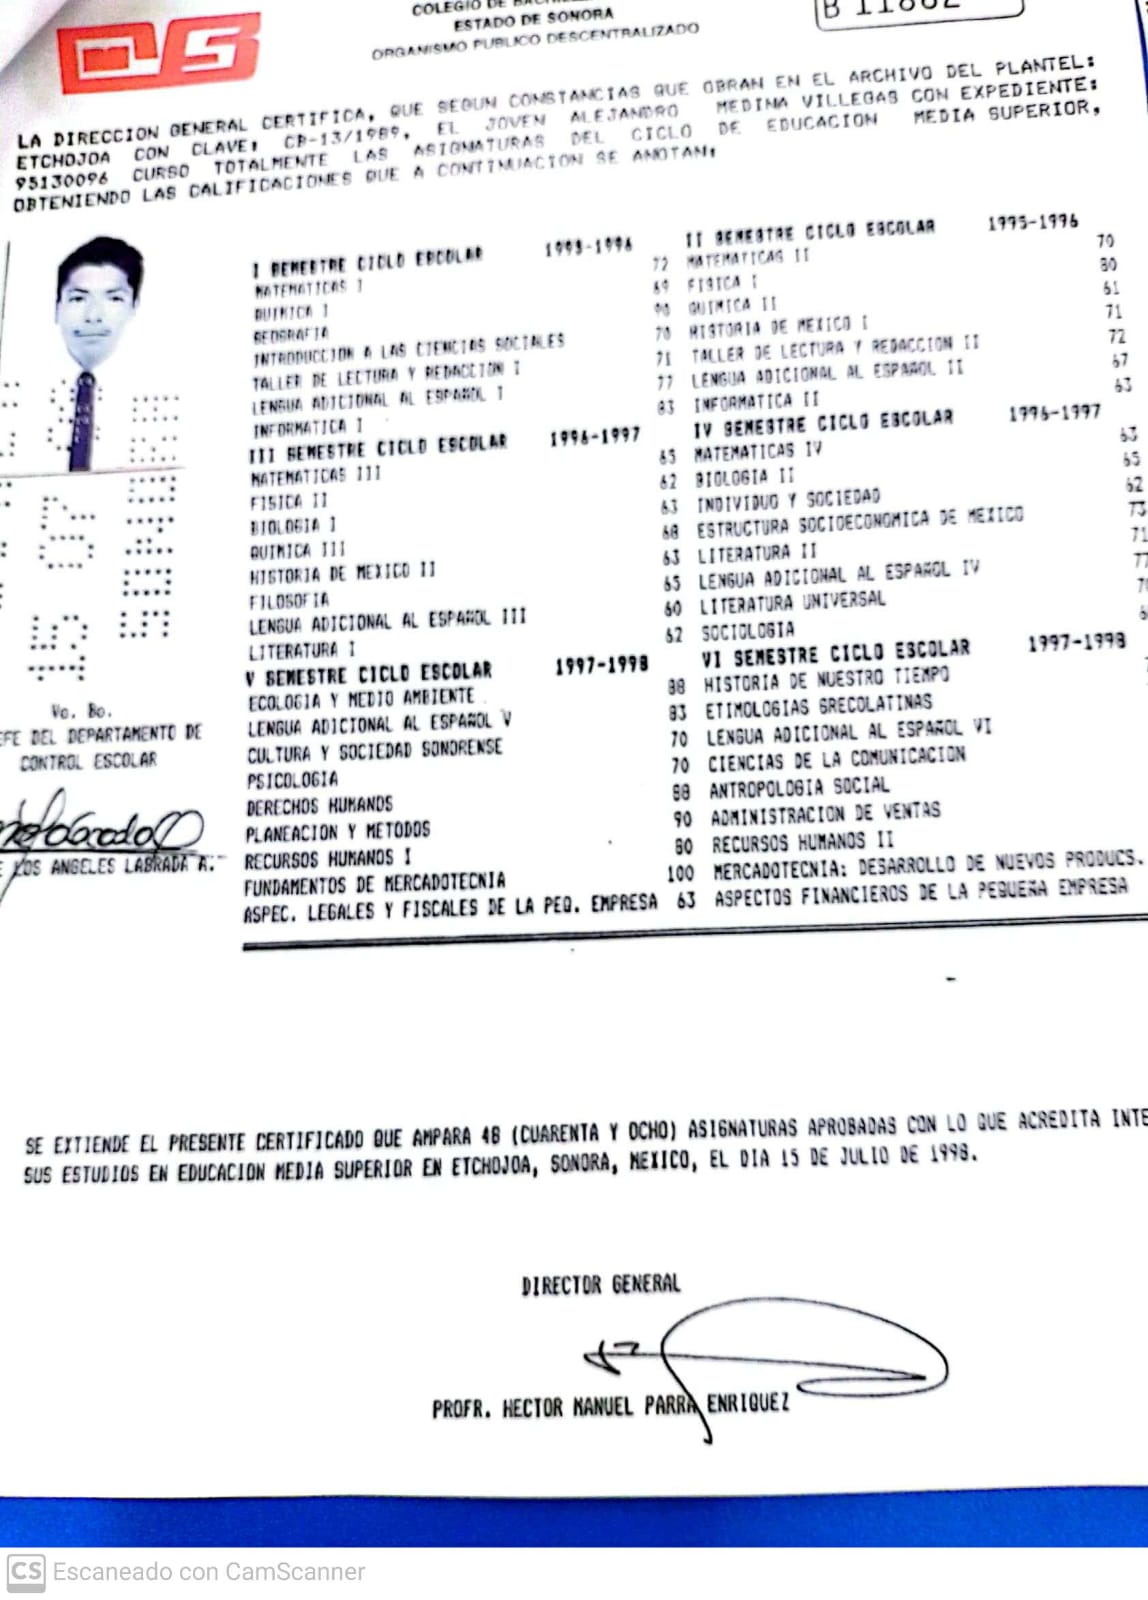 COLEGIO DE
ESTADO DE SONORA
ORGANISMO PUBLICO DESCENTRALIZADO
B 11862
LA DIRECCION GENERAL CERTIFICA, QUE SEGUN CONSTANCIAS QUE OBRAN EN EL ARCHIVO DEL PLANTEL:
ETCHOJOA CON CLAVE: CB-13/1989, EL JOVEN ALEJANDRO MEDINA VILLEGAS CON EXPEDIENTE:
95130096 CURSO TOTALMENTE LAS ASIGNATURAS DEL CICLO DE EDUCACION MEDIA SUPERIOR,
OBTENIENDO LAS CALIFICACIONES QUE A CONTINUACION SE ANOTAN:
I SEMESTRE CICLO ESCOLAR 1995-1996
MATEMATICAS I 72
QUIMICA I 69
GEOGRAFIA 90
INTRODUCCION A LAS CIENCIAS SOCIALES 70
TALLER DE LECTURA Y REDACCION I 71
LENGUA ADICIONAL AL ESPAÑOL I 77
INFORMATICA I 83
III SEMESTRE CICLO ESCOLAR 1996-1997
MATEMATICAS III 65
FISICA II 62
BIOLOGIA I 63
QUIMICA III 68
HISTORIA DE MEXICO II 63
FILOSOFIA 65
LENGUA ADICIONAL AL ESPAÑOL III 60
LITERATURA I 62
V SEMESTRE CICLO ESCOLAR 1997-1998
ECOLOGIA Y MEDIO AMBIENTE 88
LENGUA ADICIONAL AL ESPAÑOL V 83
CULTURA Y SOCIEDAD SONORENSE 70
PSICOLOGIA 70
DERECHOS HUMANOS 88
PLANEACION Y METODOS 90
RECURSOS HUMANOS I 80
FUNDAMENTOS DE MERCADOTECNIA 100
ASPEC. LEGALES Y FISCALES DE LA PEQ. EMPRESA 63
II SEMESTRE CICLO ESCOLAR 1995-1996
MATEMATICAS II 70
FISICA I 80
QUIMICA II 61
HISTORIA DE MEXICO I 71
TALLER DE LECTURA Y REDACCION II 72
LENGUA ADICIONAL AL ESPAÑOL II 67
INFORMATICA II 63
IV SEMESTRE CICLO ESCOLAR 1996-1997
MATEMATICAS IV 63
BIOLOGIA II 65
INDIVIDUO Y SOCIEDAD 62
ESTRUCTURA SOCIOECONOMICA DE MEXICO 73
LITERATURA II 71
LENGUA ADICIONAL AL ESPAÑOL IV 77
LITERATURA UNIVERSAL
SOCIOLOGIA
VI SEMESTRE CICLO ESCOLAR 1997-1998
HISTORIA DE NUESTRO TIEMPO
ETIMOLOGIAS GRECOLATINAS
LENGUA ADICIONAL AL ESPAÑOL VI
CIENCIAS DE LA COMUNICACION
ANTROPOLOGIA SOCIAL
ADMINISTRACION DE VENTAS
RECURSOS HUMANOS II
MERCADOTECNIA: DESARROLLO DE NUEVOS PRODUCS.
ASPECTOS FINANCIEROS DE LA PEQUEÑA EMPRESA
Vo. Bo.
EFE DEL DEPARTAMENTO DE
CONTROL ESCOLAR
LOS ANGELES LABRADA A.
SE EXTIENDE EL PRESENTE CERTIFICADO QUE AMPARA 48 (CUARENTA Y OCHO) ASIGNATURAS APROBADAS CON LO QUE ACREDITA INTE
SUS ESTUDIOS EN EDUCACION MEDIA SUPERIOR EN ETCHOJOA, SONORA, MEXICO, EL DIA 15 DE JULIO DE 1998.
DIRECTOR GENERAL
PROFR. HECTOR MANUEL PARRA ENRIQUEZ
CS Escaneado con CamScanner